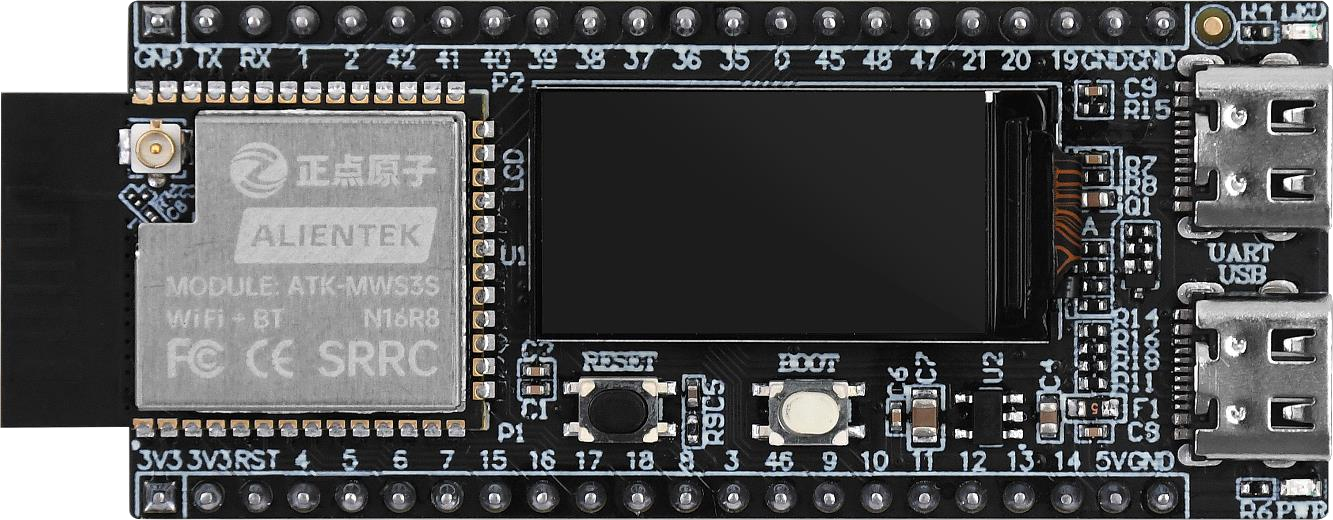 R4 LED
GND TX RX 1 2 42 41 40 39 38 37 36 35 0 45 48 47 21 20 19 GND GND
P2
C9
R15
正点原子
LCD
R7
R8
Q1
ALIENTEK
U1
A
UART
USB
MODULE: ATK-MWS3S
WiFi + BT N16R8
FC CE SRRC
R14
C3
RESET
BOOT
C6
C7
U2
C4
C1
R9
C5
F1
P1
C8
3V3 3V3 RST 4 5 6 7 15 16 17 18 8 3 46 9 10 11 12 13 14 5V GND
R6 PWR